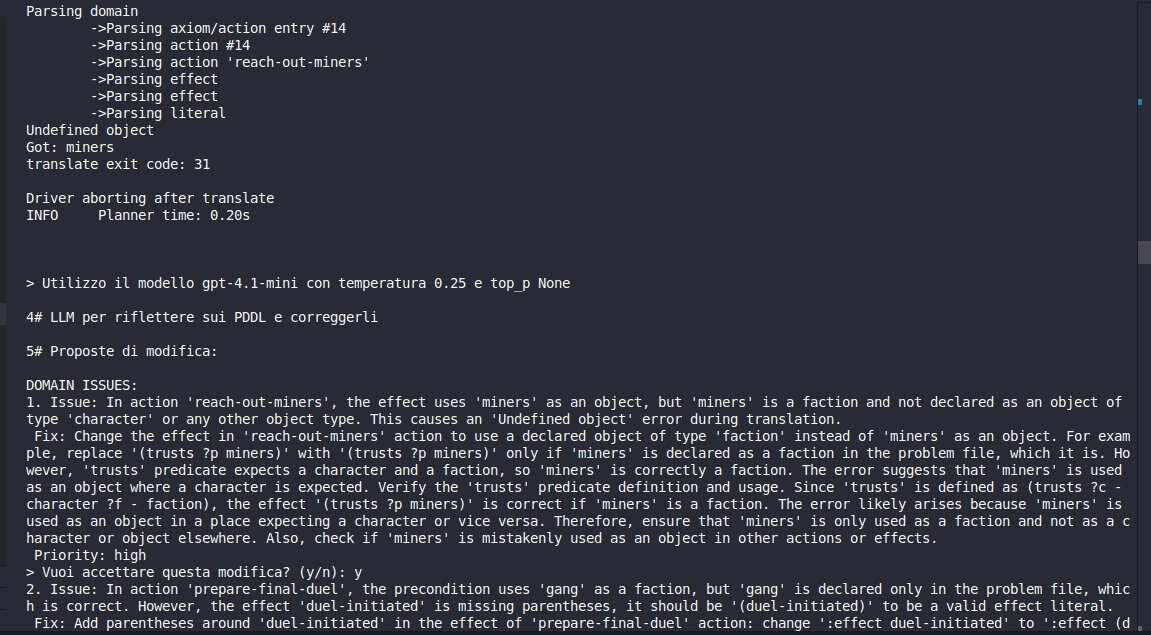 Parsing domain
->Parsing axiom/action entry #14
->Parsing action #14
->Parsing action 'reach-out-miners'
->Parsing effect
->Parsing effect
->Parsing literal
Undefined object
Got: miners
translate exit code: 31
Driver aborting after translate
INFO     Planner time: 0.20s
> Utilizzo il modello gpt-4.1-mini con temperatura 0.25 e top_p None
4# LLM per riflettere sui PDDL e correggerli
5# Proposte di modifica:
DOMAIN ISSUES:
1. Issue: In action 'reach-out-miners', the effect uses 'miners' as an object, but 'miners' is a faction and not declared as an object of
type 'character' or any other object type. This causes an 'Undefined object' error during translation.
Fix: Change the effect in 'reach-out-miners' action to use a declared object of type 'faction' instead of 'miners' as an object. For exam
ple, replace '(trusts ?p miners)' with '(trusts ?p miners)' only if 'miners' is declared as a faction in the problem file, which it is. Ho
wever, 'trusts' predicate expects a character and a faction, so 'miners' is correctly a faction. The error suggests that 'miners' is used
as an object where a character is expected. Verify the 'trusts' predicate definition and usage. Since 'trusts' is defined as (trusts ?c -
character ?f - faction), the effect '(trusts ?p miners)' is correct if 'miners' is a faction. The error likely arises because 'miners' is
used as an object in a place expecting a character or vice versa. Therefore, ensure that 'miners' is only used as a faction and not as a c
haracter or object elsewhere. Also, check if 'miners' is mistakenly used as an object in other actions or effects.
Priority: high
> Vuoi accettare questa modifica? (y/n): y
2. Issue: In action 'prepare-final-duel', the precondition uses 'gang' as a faction, but 'gang' is declared only in the problem file, whic
h is correct. However, the effect 'duel-initiated' is missing parentheses, it should be '(duel-initiated)' to be a valid effect literal.
Fix: Add parentheses around 'duel-initiated' in the effect of 'prepare-final-duel' action: change ':effect duel-initiated' to ':effect (d